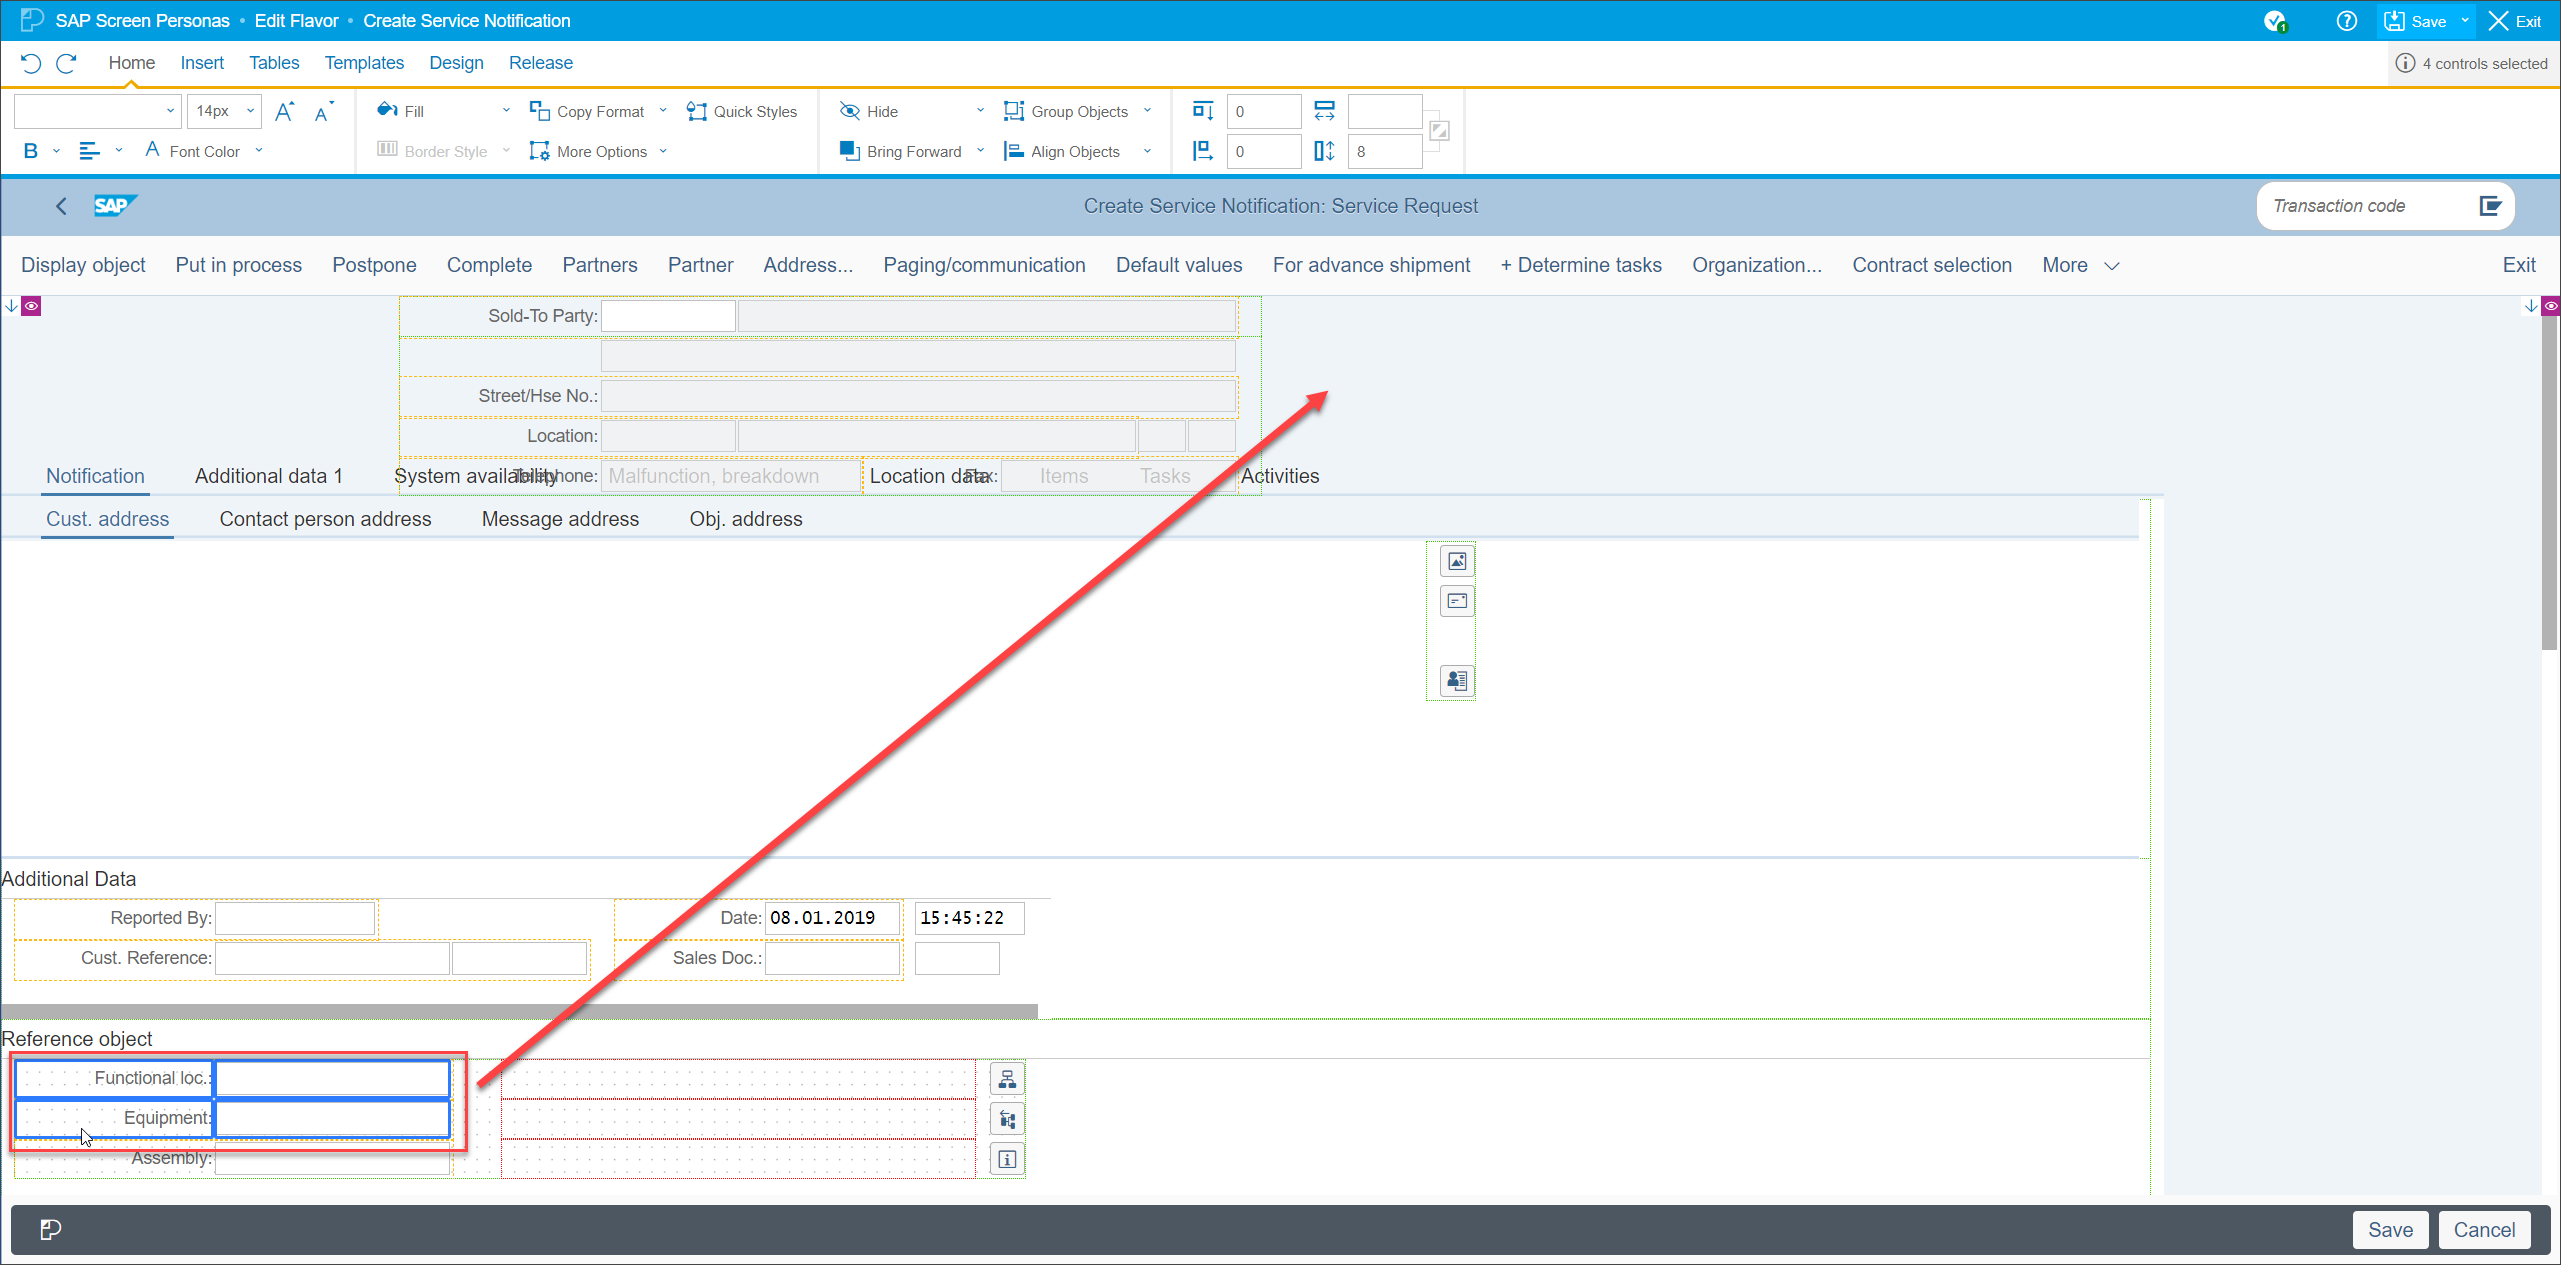 SAP Screen Personas • Edit Flavor • Create Service Notification
1
Save
Exit
Home Insert Tables Templates Design Release
4 controls selected
14px A A Fill Copy Format Quick Styles Hide Group Objects 0
B A Font Color Border Style More Options Bring Forward Align Objects 0 8
SAP
Create Service Notification: Service Request
Transaction code
Display object Put in process Postpone Complete Partners Partner Address... Paging/communication Default values For advance shipment + Determine tasks Organization... Contract selection More Exit
Sold-To Party:
Street/Hse No.:
Location:
Telephone: Fax:
Notification Additional data 1 System availability Malfunction, breakdown Location data Items Tasks Activities
Cust. address Contact person address Message address Obj. address
Additional Data
Reported By: Date: 08.01.2019 15:45:22
Cust. Reference: Sales Doc.:
Reference object
Functional loc.:
Equipment:
Assembly:
Save Cancel